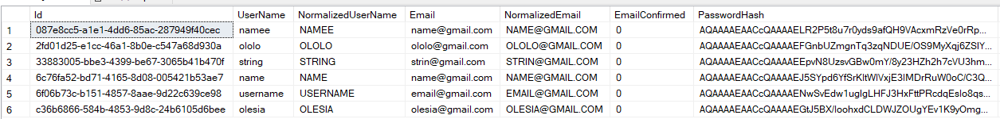 Id UserName NormalizedUserName Email NormalizedEmail EmailConfirmed PasswordHash
1 087e8cc5-a1e1-4dd6-85ac-287949f40cec namee NAMEE name@gmail.com NAME@GMAIL.COM 0 AQAAAAEAACcQAAAAELR2P5t8u7r0yds9afQH9VAcxmRzVe0rRp...
2 2fd01d25-e1cc-46a1-8b0e-c547a68d930a ololo OLOLO ololo@gmail.com OLOLO@GMAIL.COM 0 AQAAAAEAACcQAAAAEFGnbUZmgnTq3zqNDUE/OS9MyXqj6ZSIY...
3 33883005-bbe3-4399-be67-3065b41b470f string STRING strin@gmail.com STRIN@GMAIL.COM 0 AQAAAAEAACcQAAAAEEpvN8UzsvGBw0mY/8y23HZh2h7cVU3hm...
4 6c76fa52-bd71-4165-8d08-005421b53ae7 name NAME name@gmail.com NAME@GMAIL.COM 0 AQAAAAEAACcQAAAAEJ5SYpd6YfSrKltWlVxjE3IMDrRuW0oC/C3Q...
5 6f06b73c-b151-4857-8aae-9d22c639ce98 username USERNAME email@gmail.com EMAIL@GMAIL.COM 0 AQAAAAEAACcQAAAAENwSvEdw1uglgLHFJ3HxFttPRcdqEslo8qs...
6 c36b6866-584b-4853-9d8c-24b6105d6bee olesia OLESIA olesia@gmail.com OLESIA@GMAIL.COM 0 AQAAAAEAACcQAAAAEGtJ5BX/loohxdCLDWJZOUgYEv1K9yOmg...